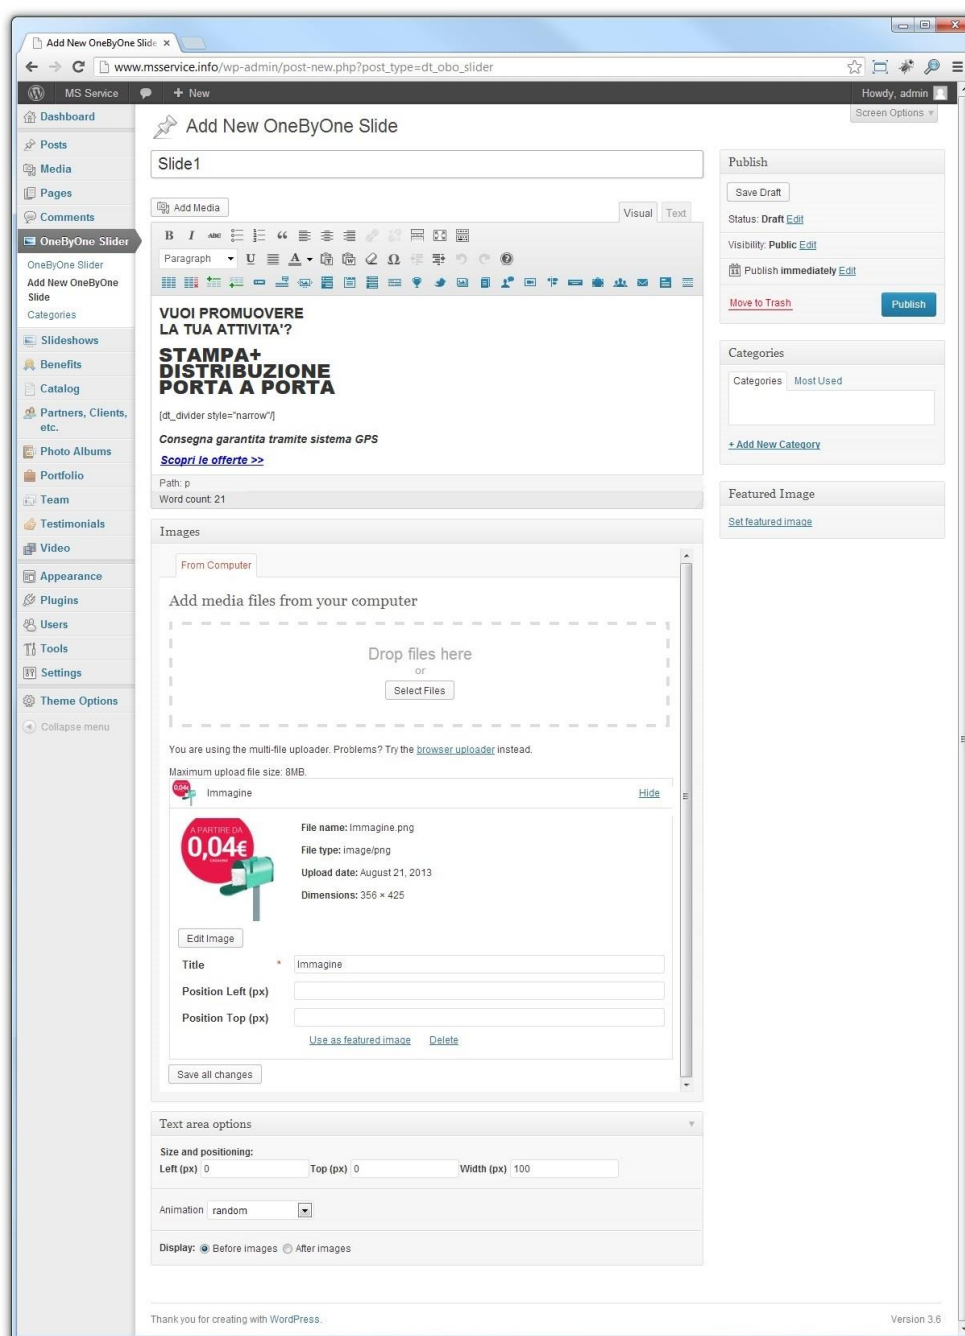 Add New OneByOne Slide
www.msservice.info/wp-admin/post-new.php?post_type=dt_obo_slider
MS Service + New Howdy, admin
Screen Options
Dashboard
Posts
Media
Pages
Comments
OneByOne Slider
OneByOne Slider
Add New OneByOne
Slide
Categories
Slideshows
Benefits
Catalog
Partners, Clients,
etc.
Photo Albums
Portfolio
Team
Testimonials
Video
Appearance
Plugins
Users
Tools
Settings
Theme Options
Collapse menu
Add New OneByOne Slide
Slide1
Add Media
Visual Text
B I ABC
Paragraph U A Ω
VUOI PROMUOVERE
LA TUA ATTIVITA'?
STAMPA+
DISTRIBUZIONE
PORTA A PORTA
[dt_divider style="narrow"/]
Consegna garantita tramite sistema GPS
Scopri le offerte >>
Path: p
Word count: 21
Images
From Computer
Add media files from your computer
Drop files here
or
Select Files
You are using the multi-file uploader. Problems? Try the browser uploader instead.
Maximum upload file size: 8MB.
0,04€
Immagine Hide
A PARTIRE DA
0,04€
File name: Immagine.png
File type: image/png
Upload date: August 21, 2013
Dimensions: 356 × 425
Edit Image
Title * Immagine
Position Left (px)
Position Top (px)
Use as featured image Delete
Save all changes
Text area options
Size and positioning:
Left (px) 0 Top (px) 0 Width (px) 100
Animation random
Display: Before images After images
Thank you for creating with WordPress. Version 3.6
Publish
Save Draft
Status: Draft Edit
Visibility: Public Edit
Publish immediately Edit
Move to Trash Publish
Categories
Categories Most Used
+ Add New Category
Featured Image
Set featured image